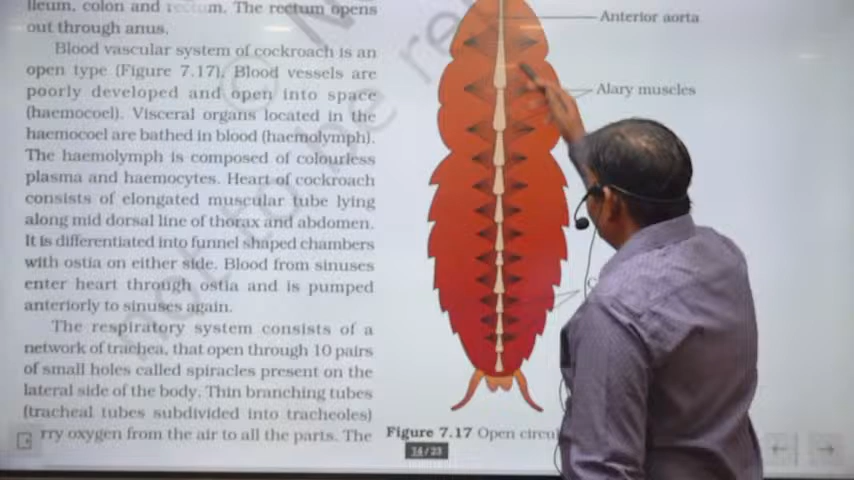 Ileum, colon and rectum. The rectum opens
out through anus.
Blood vascular system of cockroach is an
open type (Figure 7.17). Blood vessels are
poorly developed and open into space
(haemocoel). Visceral organs located in the
haemocoel are bathed in blood (haemolymph).
The haemolymph is composed of colourless
plasma and haemocytes. Heart of cockroach
consists of elongated muscular tube lying
along mid dorsal line of thorax and abdomen.
It is differentiated into funnel shaped chambers
with ostia on either side. Blood from sinuses
enter heart through ostia and is pumped
anteriorly to sinuses again.
The respiratory system consists of a
network of trachea, that open through 10 pairs
of small holes called spiracles present on the
lateral side of the body. Thin branching tubes
(tracheal tubes subdivided into tracheoles)
rry oxygen from the air to all the parts. The
Anterior aorta
Alary muscles
C
Figure 7.17 Open circu
14 / 23
not to be re